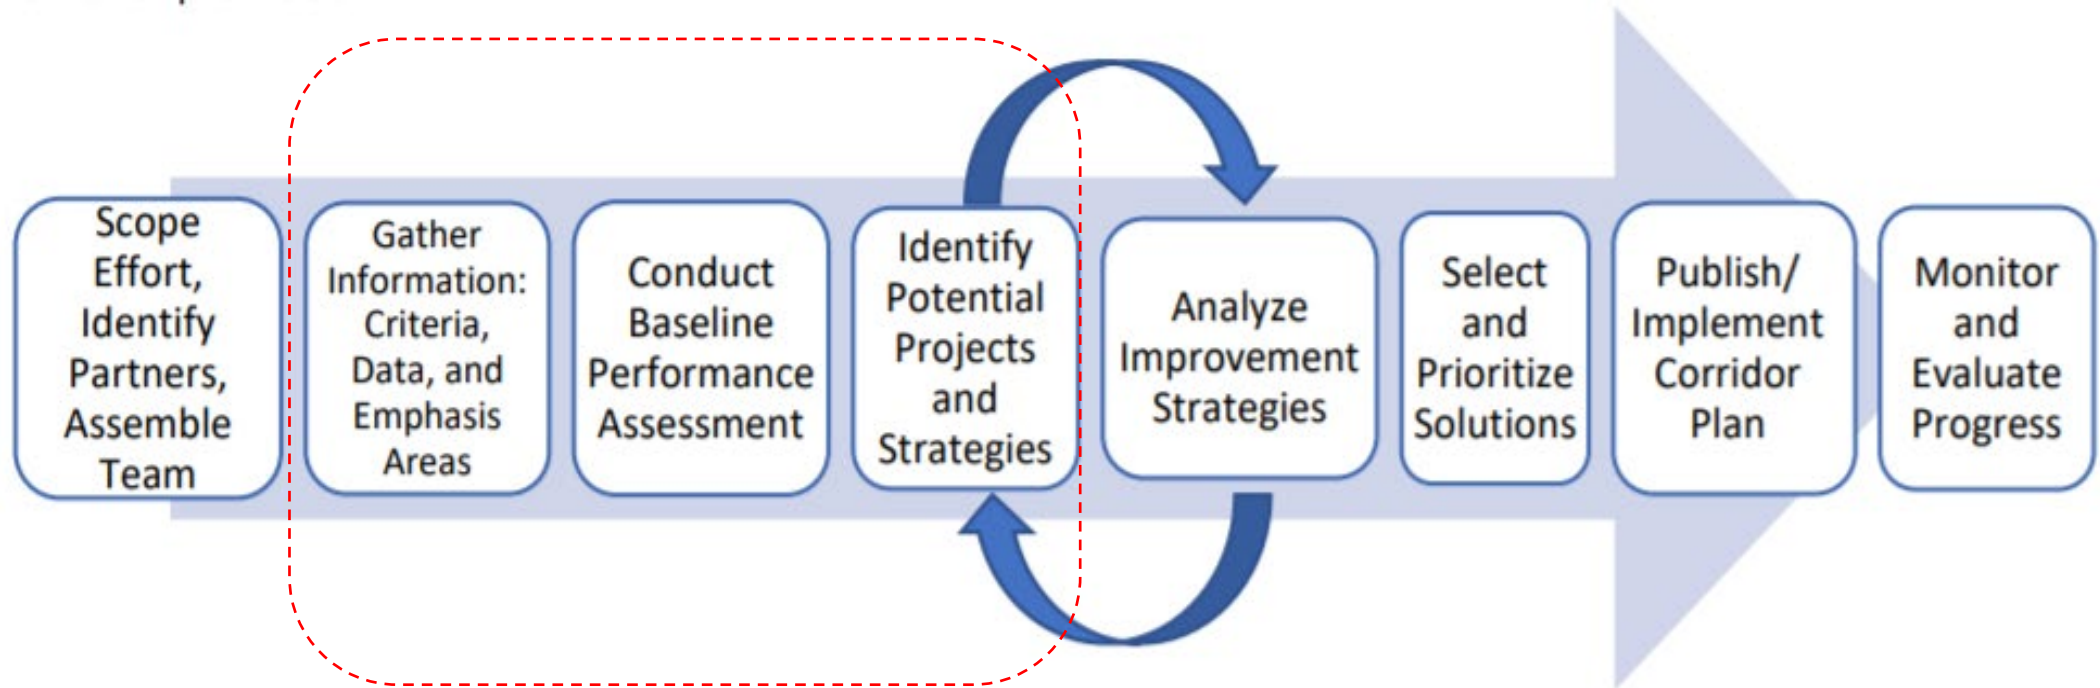 Scope
Effort,
Identify
Partners,
Assemble
Team
Gather
Information:
Criteria,
Data, and
Emphasis
Areas
Conduct
Baseline
Performance
Assessment
Identify
Potential
Projects
and
Strategies
Analyze
Improvement
Strategies
Select
and
Prioritize
Solutions
Publish/
Implement
Corridor
Plan
Monitor
and
Evaluate
Progress